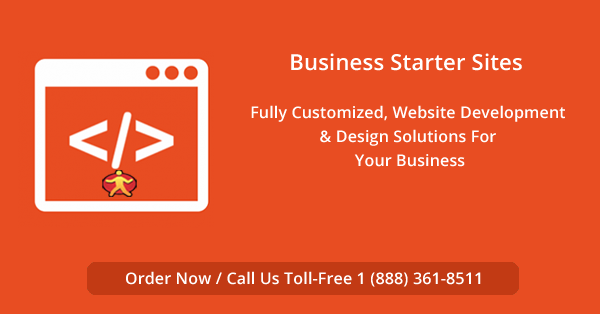 Business Starter Sites
Fully Customized, Website Development
& Design Solutions For
Your Business
</>
Order Now / Call Us Toll-Free 1 (888) 361-8511